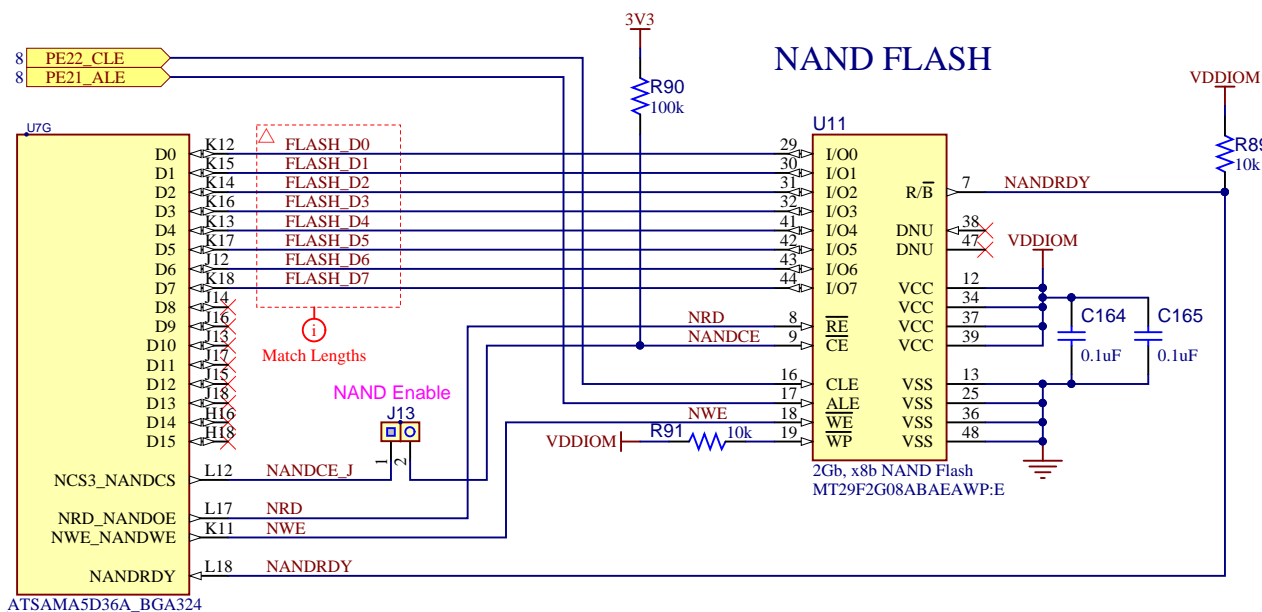 3V3
NAND FLASH
8 PE22_CLE
8 PE21_ALE
R90
100k
VDDIOM
U7G
U11
R89
10k
D0 K12 FLASH_D0 29 I/O0
D1 K15 FLASH_D1 30 I/O1
D2 K14 FLASH_D2 31 I/O2
R/B 7 NANDRDY
D3 K16 FLASH_D3 32 I/O3
D4 K13 FLASH_D4 41 I/O4
DNU 38
D5 K17 FLASH_D5 42 I/O5
DNU 47
VDDIOM
D6 J12 FLASH_D6 43 I/O6
D7 K18 FLASH_D7 44 I/O7
VCC 12
D8 J14
VCC 34
D9 J16
i
NRD 8 RE
VCC 37
C164
C165
D10 J13
Match Lengths
NANDCE 9 CE
VCC 39
0.1uF
0.1uF
D11 J17
D12 J15
16 CLE
VSS 13
D13 J18
NAND Enable
17 ALE
VSS 25
D14 H16
J13
NWE 18 WE
VSS 36
D15 H18
VDDIOM R91 10k 19 WP
VSS 48
1 2
NCS3_NANDCS L12 NANDCE_J
2Gb, x8b NAND Flash
MT29F2G08ABAEAWP:E
NRD_NANDOE L17 NRD
NWE_NANDWE K11 NWE
NANDRDY L18 NANDRDY
ATSAMA5D36A_BGA324